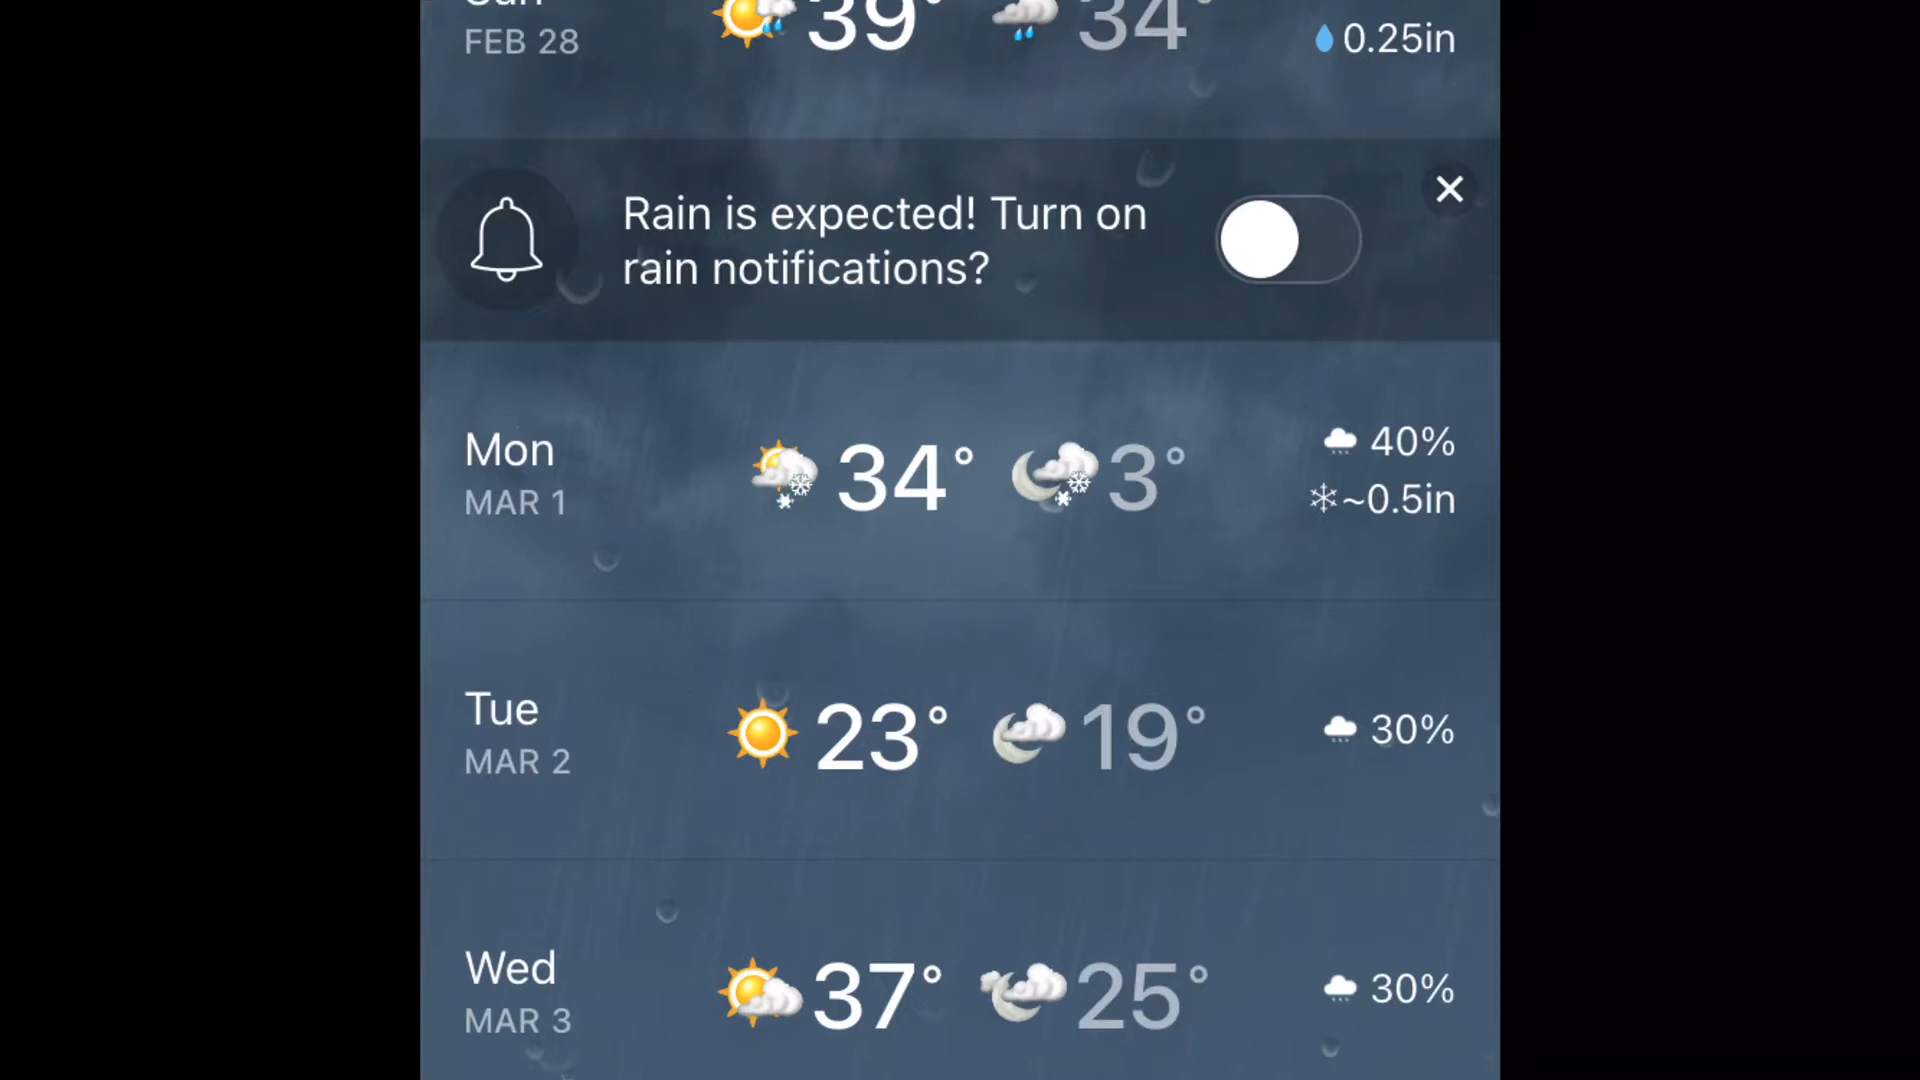 Sun
FEB 28
39° 34°
0.25in
Rain is expected! Turn on
rain notifications?
Mon
MAR 1
34° 3°
40%
~0.5in
Tue
MAR 2
23° 19°
30%
Wed
MAR 3
37° 25°
30%